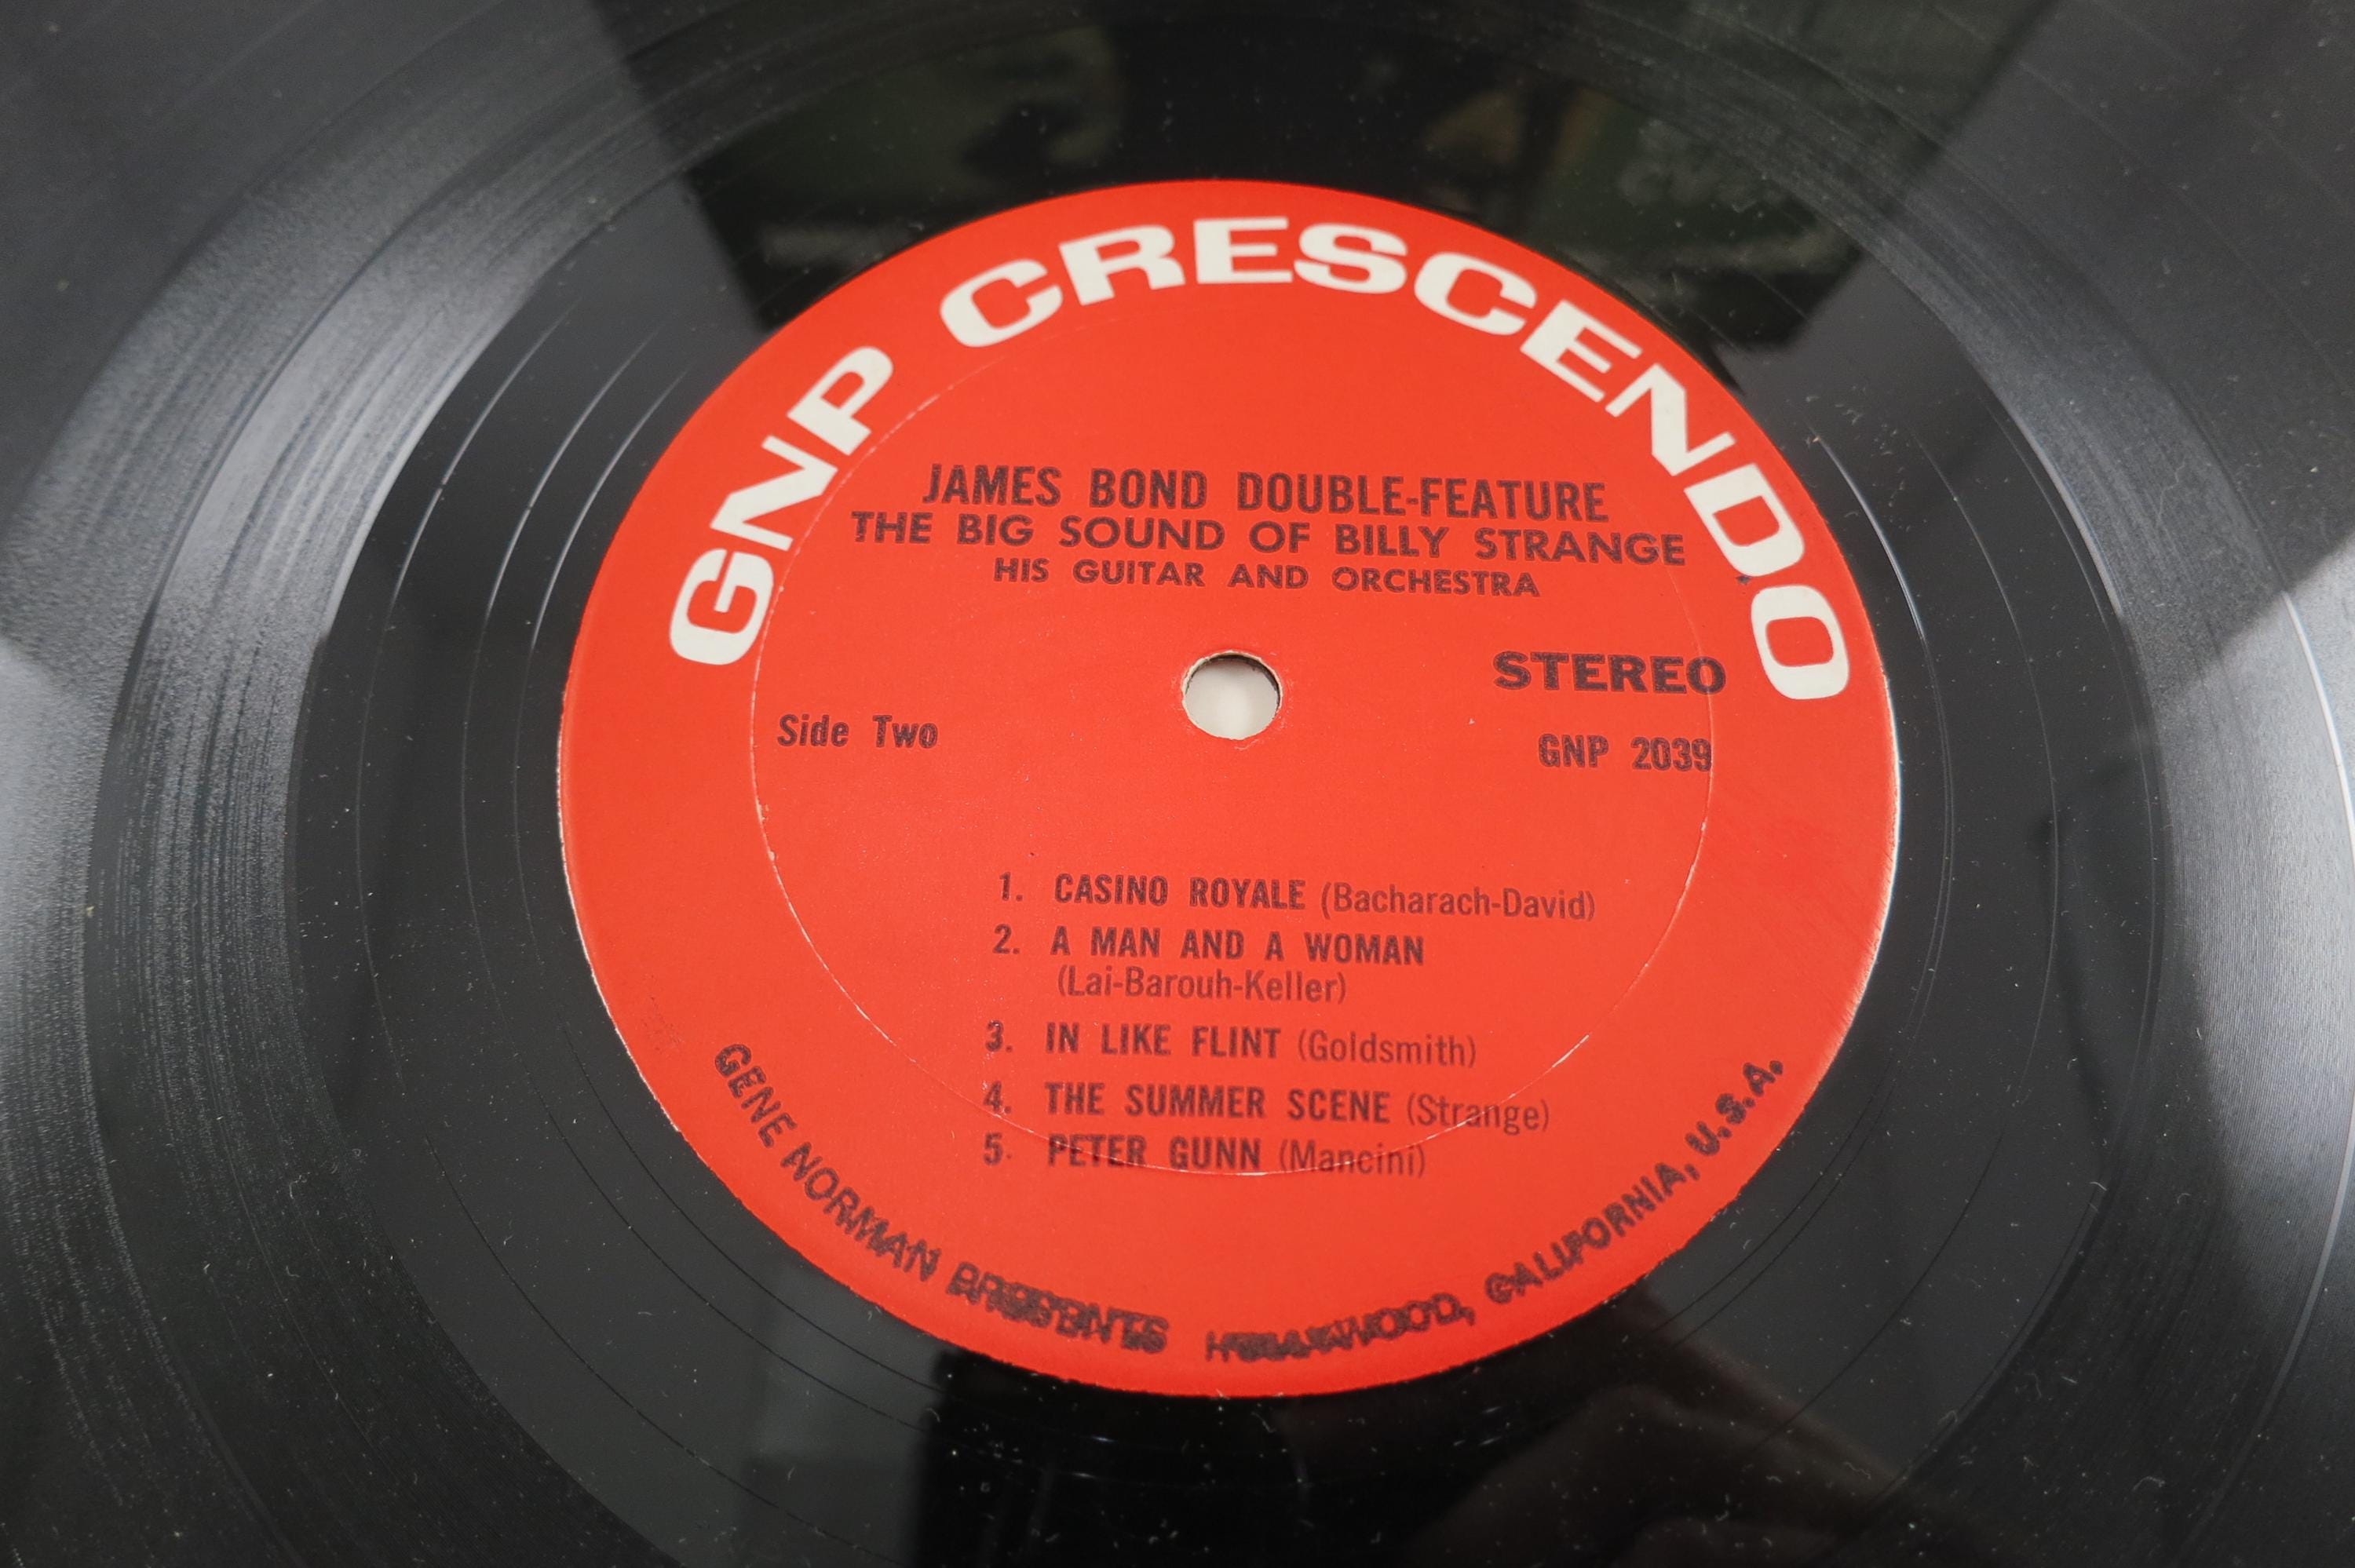 GNP CRESCENDO
JAMES BOND DOUBLE-FEATURE
THE BIG SOUND OF BILLY STRANGE
HIS GUITAR AND ORCHESTRA
STEREO
Side Two
GNP 2039
1. CASINO ROYALE (Bacharach-David)
2. A MAN AND A WOMAN
(Lai-Barouh-Keller)
3. IN LIKE FLINT (Goldsmith)
4. THE SUMMER SCENE (Strange)
5. PETER GUNN (Mancini)
GENE NORMAN PRESENTS CALIFORNIA, U.S.A.